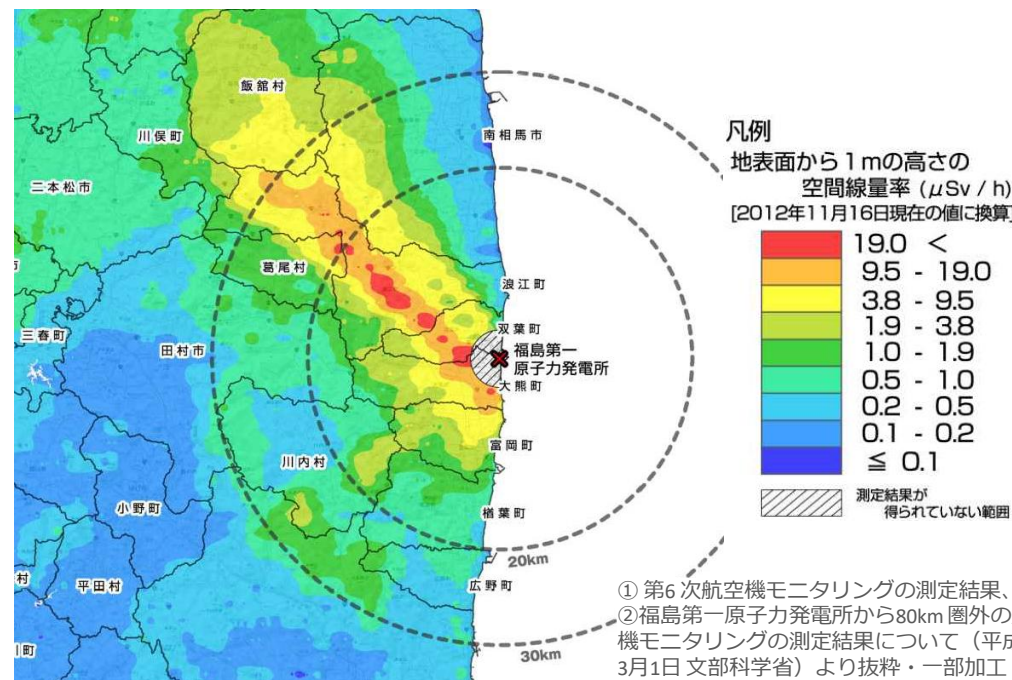 飯舘村
川俣町
南相馬市
二本松市
市
葛尾村
浪江町
三春町
田村市
双葉町
福島第一
原子力発電所
大熊町
富岡町
川内村
小野町
楢葉町
20km
村
平田村
広野町
川町
30km
凡例
地表面から1mの高さの
空間線量率 (μSv / h)
[2012年11月16日現在の値に換算]
19.0 <
9.5 - 19.0
3.8 - 9.5
1.9 - 3.8
1.0 - 1.9
0.5 - 1.0
0.2 - 0.5
0.1 - 0.2
≦ 0.1
測定結果が
得られていない範囲
① 第6 次航空機モニタリングの測定結果、
②福島第一原子力発電所から80km 圏外の
機モニタリングの測定結果について（平成
3月1日 文部科学省）より抜粋・一部加工